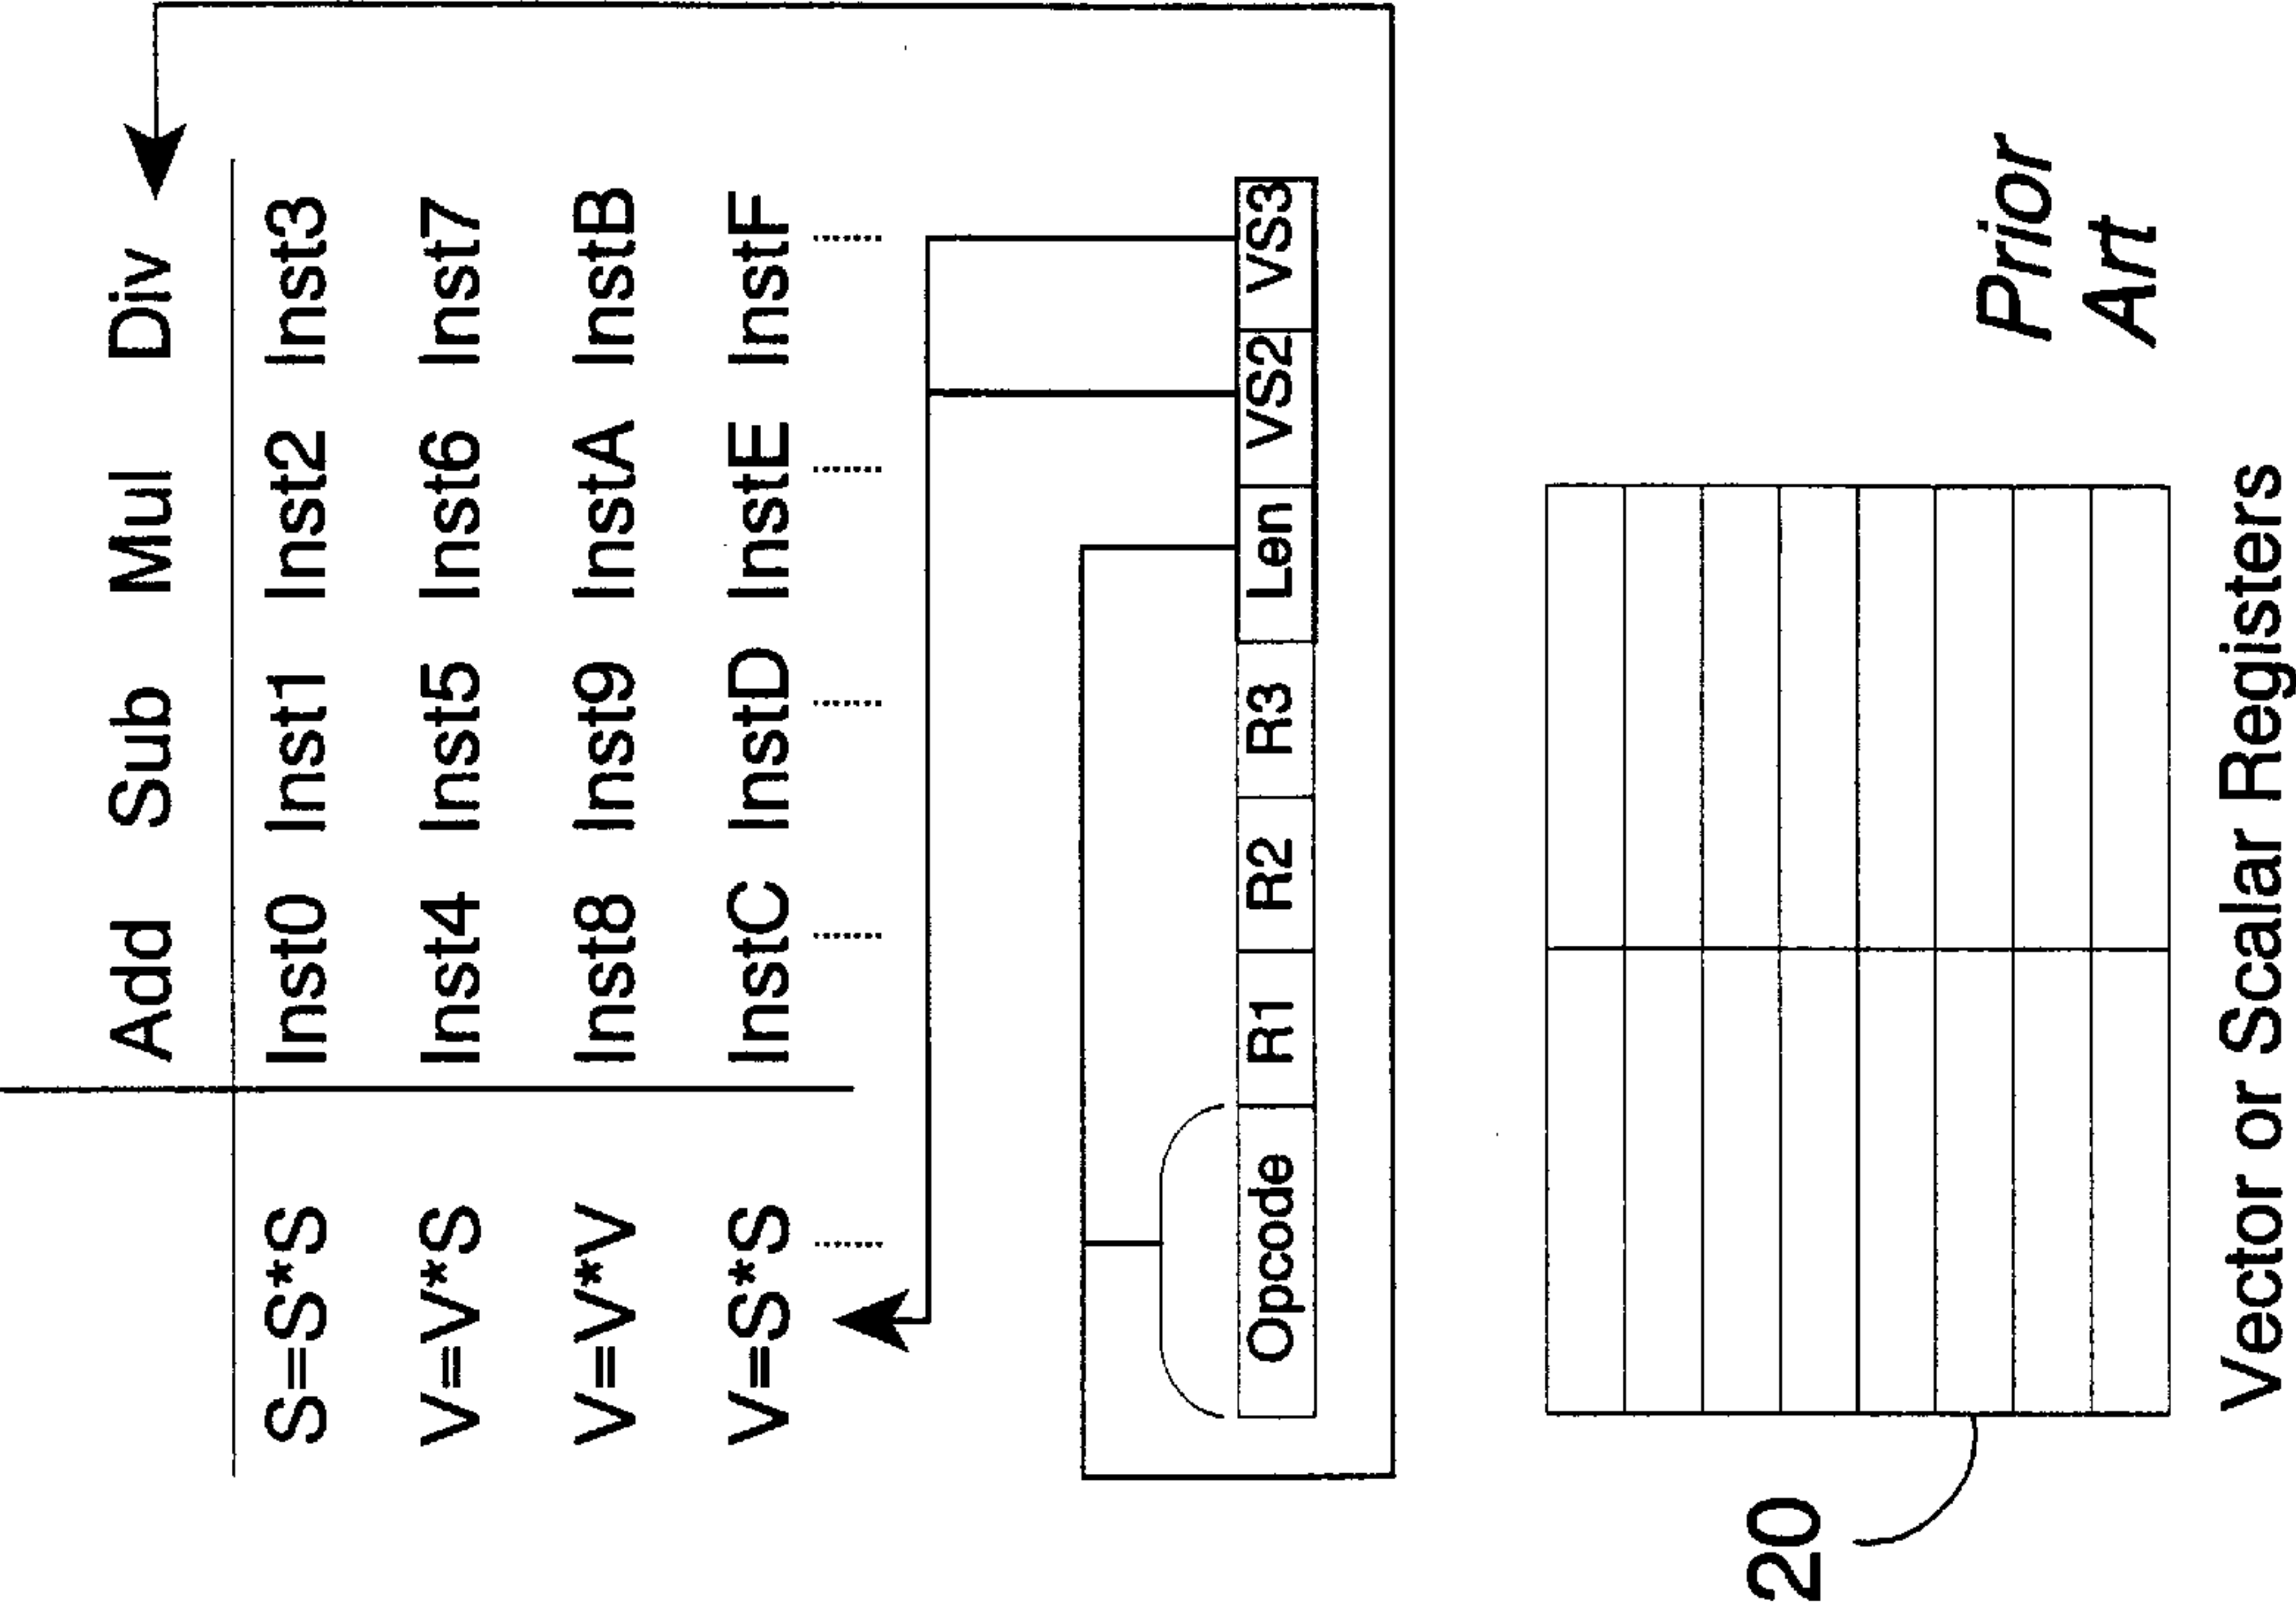 Add Sub Mul Div
S=S*S Inst0 Inst1 Inst2 Inst3
V=V*S Inst4 Inst5 Inst6 Inst7
V=V*V Inst8 Inst9 InstA InstB
V=S*S InstC InstD InstE InstF
Opcode R1 R2 R3 Len VS2 VS3
20
Vector or Scalar Registers
Prior
Art